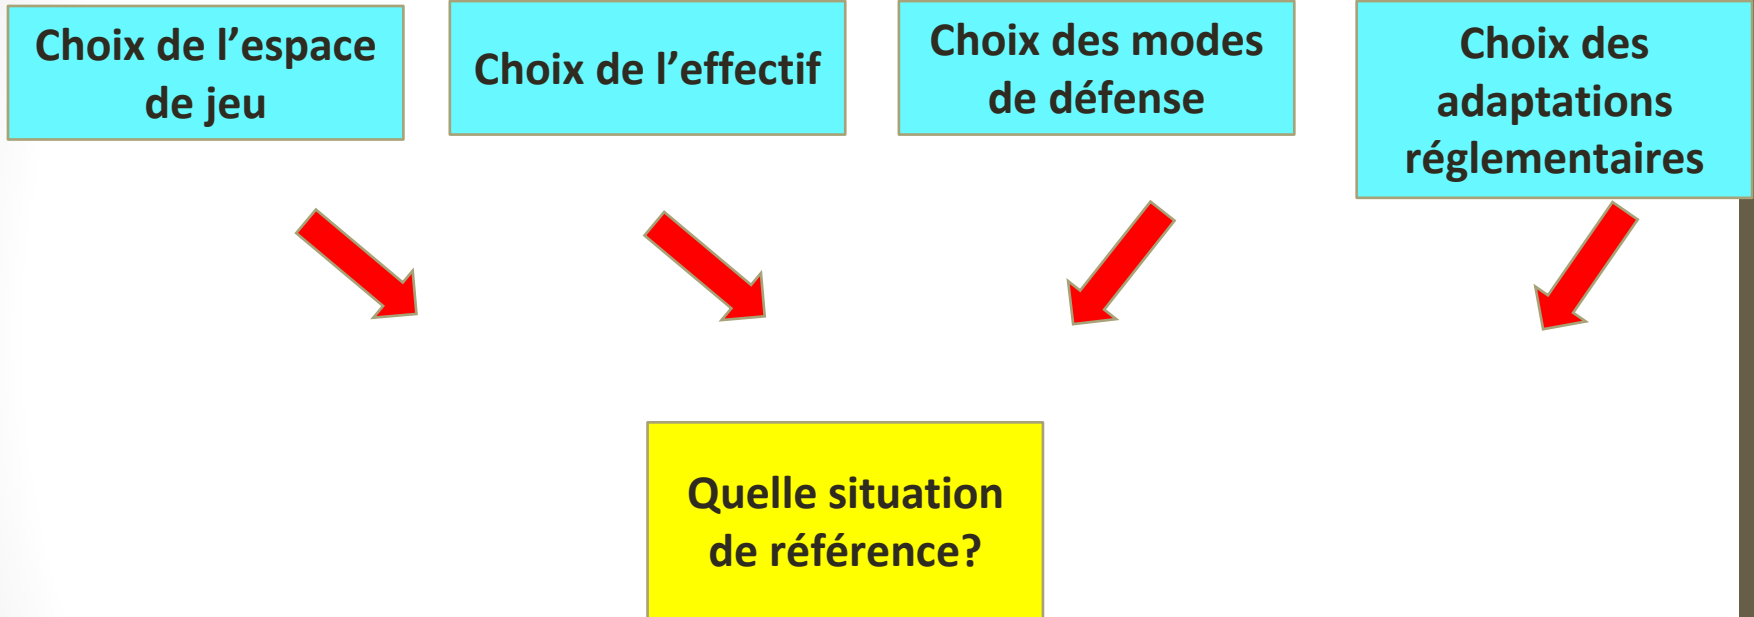 Choix de l’espace
de jeu
Choix de l’effectif
Choix des modes
de défense
Choix des
adaptations
réglementaires
Quelle situation
de référence?